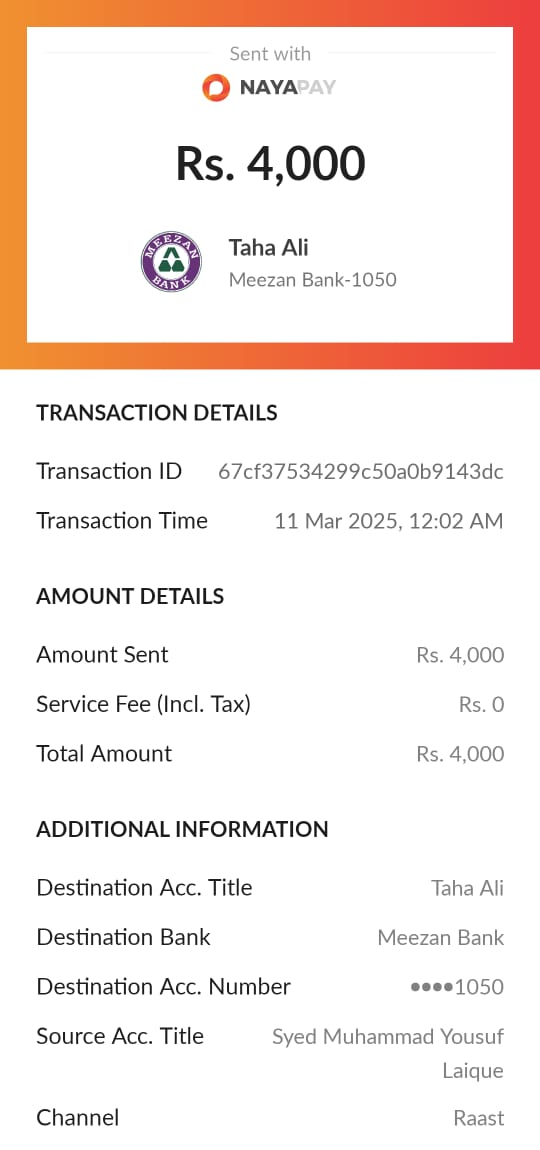 Sent with
NAYAPAY
Rs. 4,000
MEEZAN BANK
Taha Ali
Meezan Bank-1050
TRANSACTION DETAILS
Transaction ID 67cf37534299c50a0b9143dc
Transaction Time 11 Mar 2025, 12:02 AM
AMOUNT DETAILS
Amount Sent Rs. 4,000
Service Fee (Incl. Tax) Rs. 0
Total Amount Rs. 4,000
ADDITIONAL INFORMATION
Destination Acc. Title Taha Ali
Destination Bank Meezan Bank
Destination Acc. Number ●●●●1050
Source Acc. Title Syed Muhammad Yousuf
Laique
Channel Raast